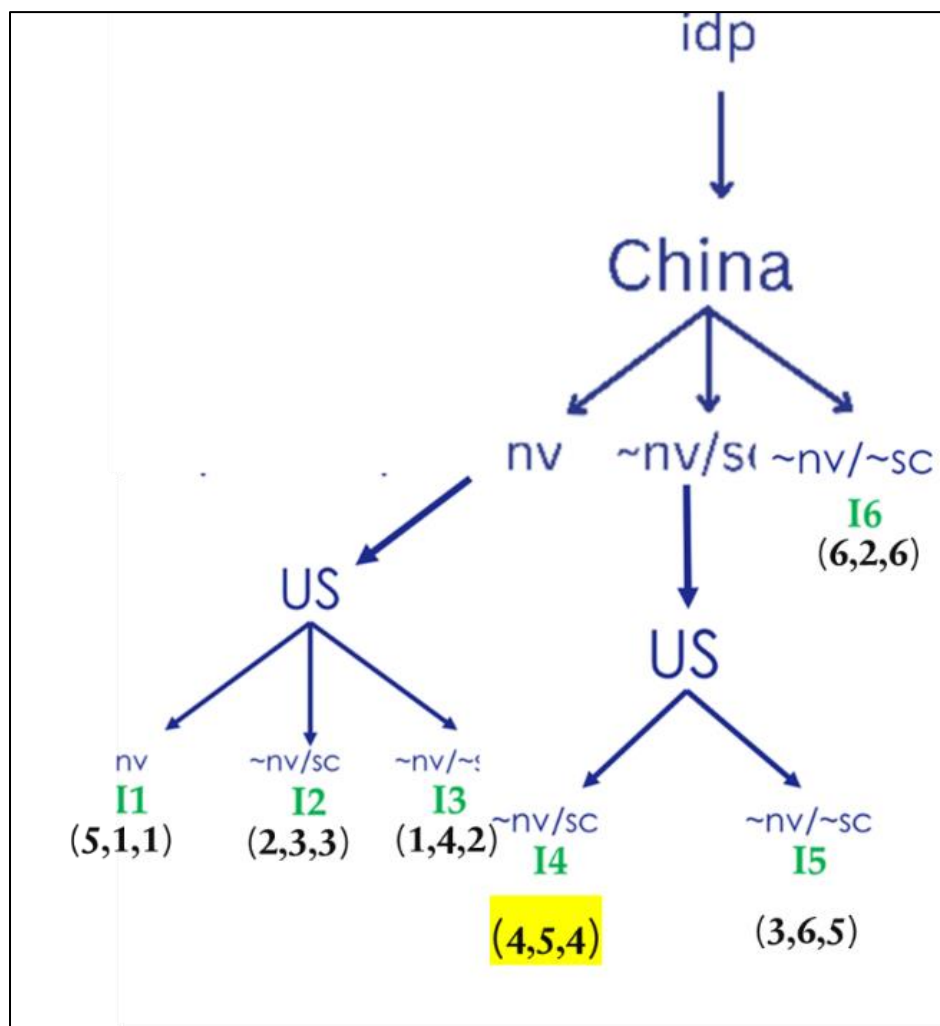 idp
China
nv ~nv/s ~nv/~sc
I6
(6,2,6)
US
US
nv ~nv/sc ~nv/~
I1 I2 I3
(5,1,1) (2,3,3) (1,4,2)
~nv/sc ~nv/~sc
I4 I5
(4,5,4) (3,6,5)